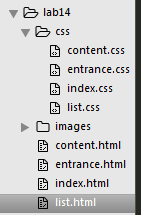 lab14
css
content.css
entrance.css
index.css
list.css
images
content.html
entrance.html
index.html
list.html